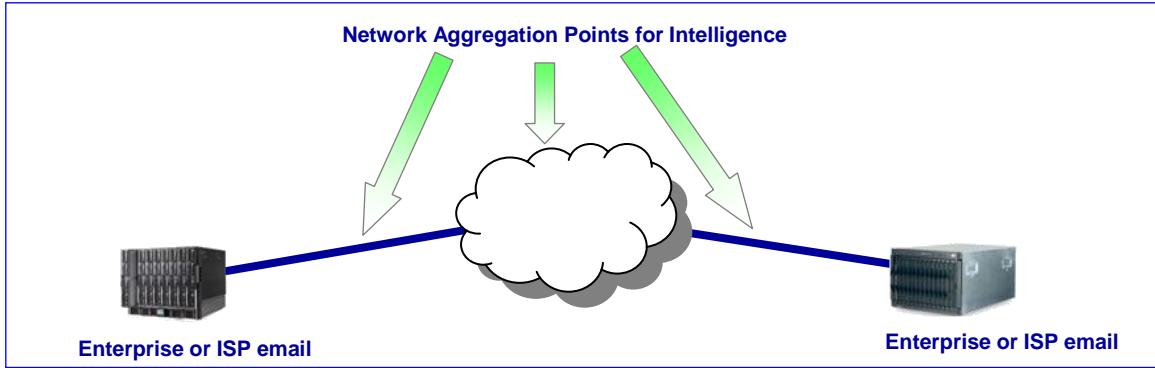 Network Aggregation Points for Intelligence
Enterprise or ISP email
Enterprise or ISP email